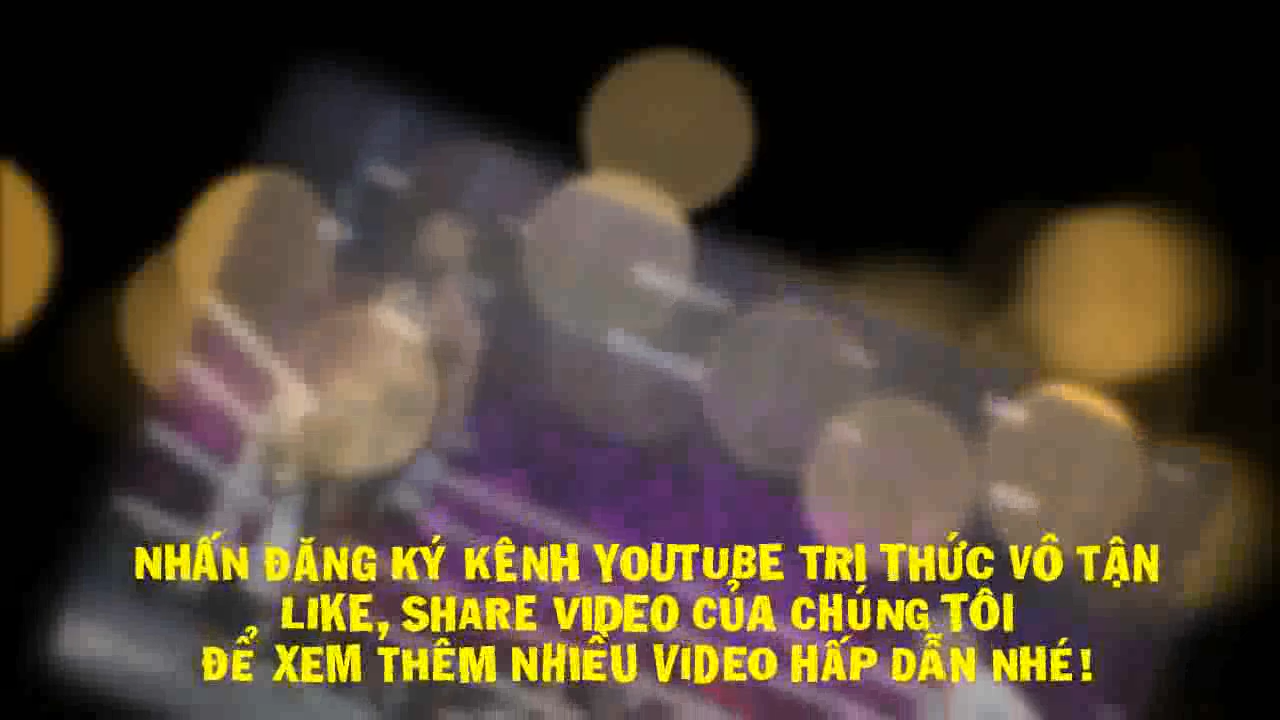 NHẤN ĐĂNG KÝ KÊNH YOUTUBE TRI THỨC VÔ TẬN
LIKE, SHARE VIDEO CỦA CHÚNG TÔI
ĐỂ XEM THÊM NHIỀU VIDEO HẤP DẪN NHÉ!